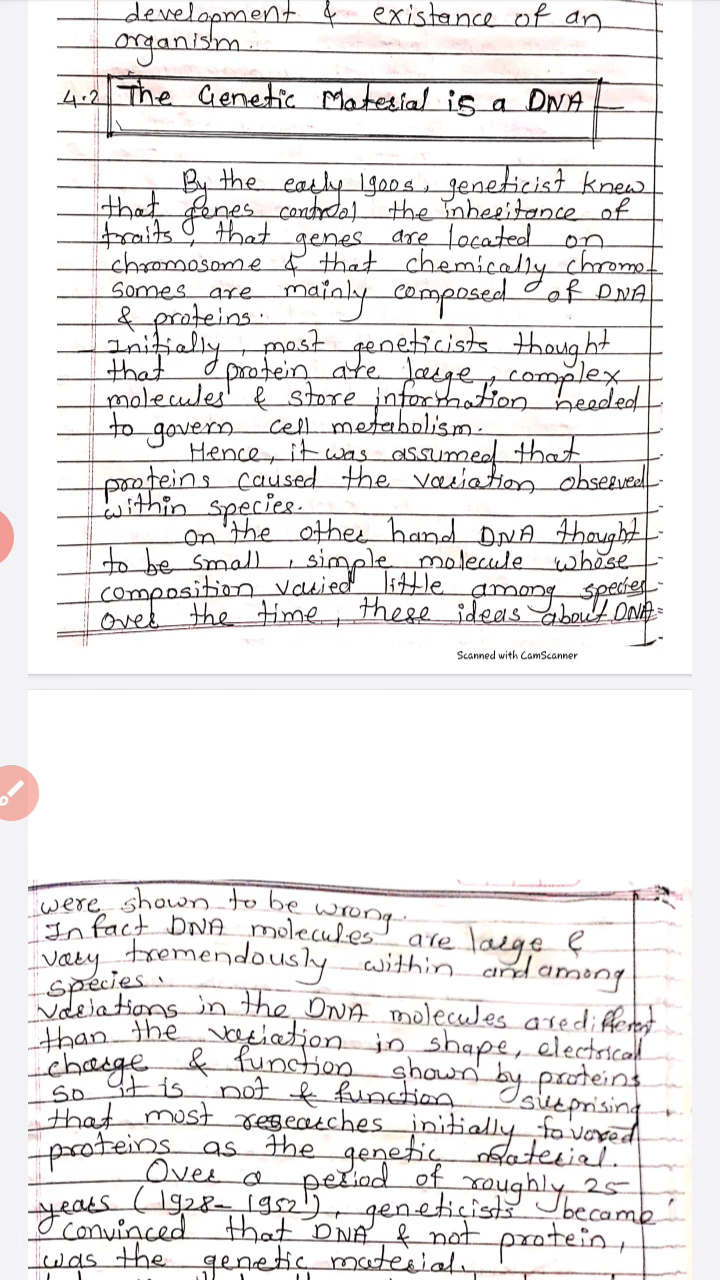 development & existance of an
organism.
4.2 The Genetic Material is a DNA
By the early 1900s, geneticist knew
that genes control the inheritance of
traits, that genes are located on
chromosome & that chemically chromo-
somes are mainly composed of DNA
& proteins.
Initially, most geneticists thought
that protein are large, complex
molecules & store information needed
to govern cell metabolism.
Hence, it was assumed that
proteins caused the variation observed
within species.
On the other hand DNA thought
to be small, simple molecule whose
composition varied little among species
Over the time, these ideas about DNA
Scanned with CamScanner
were shown to be wrong.
In fact DNA molecules are large &
vary tremendously within and among
species.
Variations in the DNA molecules are different
than the variation in shape, electrical
charge & function shown by proteins
so it is not & function surprising
that most researches initially favored
proteins as the genetic material.
Over a period of roughly 25
years (1928-1952), geneticists became
convinced that DNA & not protein,
was the genetic material.